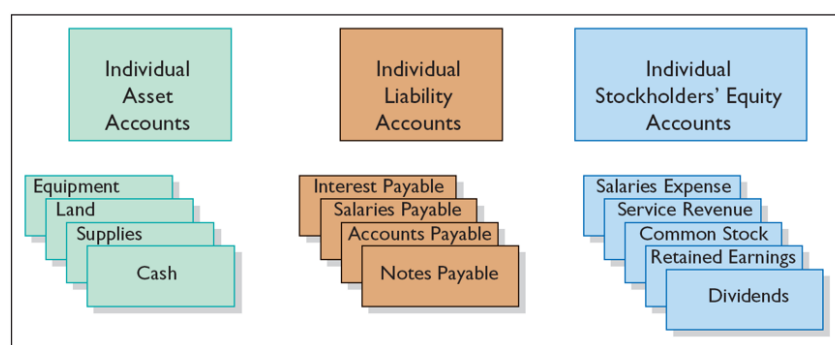 Individual
Asset
Accounts
Individual
Liability
Accounts
Individual
Stockholders’ Equity
Accounts
Equipment
Land
Supplies
Cash
Interest Payable
Salaries Payable
Accounts Payable
Notes Payable
Salaries Expense
Service Revenue
Common Stock
Retained Earnings
Dividends